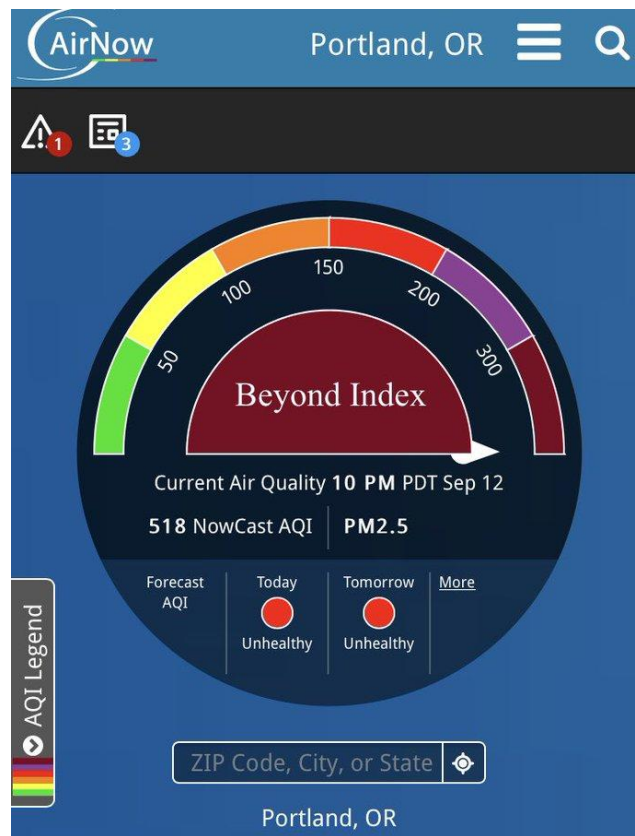 AirNow
Portland, OR
1
3
50
100
150
200
300
Beyond Index
Current Air Quality 10 PM PDT Sep 12
518 NowCast AQI
PM2.5
Forecast
AQI
Today
Unhealthy
Tomorrow
Unhealthy
More
AQI Legend
ZIP Code, City, or State
Portland, OR